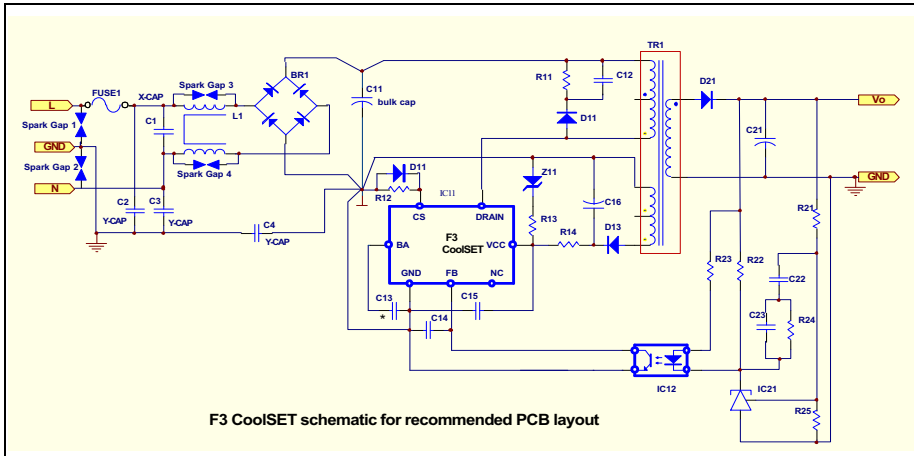 TR1
BR1
Spark Gap 3
R11
C12
D21
FUSE1
X-CAP
C11
bulk cap
L
L1
Vo
Spark Gap 1
C1
D11
C21
GND
Spark Gap 2
Spark Gap 4
D11
Z11
GND
N
R12
IC11
C16
C2
C3
CS
DRAIN
R13
R21
Y-CAP
Y-CAP
C4
F3
CoolSET
R14
D13
Y-CAP
BA
VCC
R23
R22
GND
FB
NC
C22
C13
C15
*
C14
C23
R24
IC12
IC21
R25
F3 CoolSET schematic for recommended PCB layout